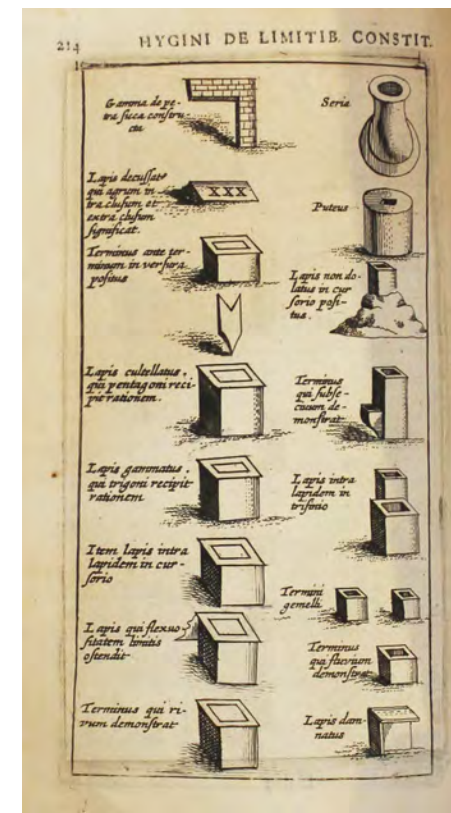 214
HYGINI DE LIMITIB. CONSTIT.
Gamma de pe-
tra sicca constru-
cta
Lapis decussatꝰ
qui agrum in-
tra clusum et
extra clusum
significat.
XXX
Terminus ante ter-
minum in versura
positus
Lapis cultellatus,
qui pentagoni reci-
pit rationem.
Lapis gammatus,
qui trigoni recipit
rationem
Item lapis intra
lapidem in cur-
sorio
Lapis qui flexuo
sitatem limitis
ostendit
Terminus qui ri-
vum demonstrat
Seria
Puteus
Lapis non do-
latus in cur
sorio posi-
tus.
Terminus
qui subse-
civum de-
monstrat
Lapis intra
lapidem in
trifinio
Termini
gemelli
Terminus
qui fluvium
demonstrat
Lapis dam-
natus